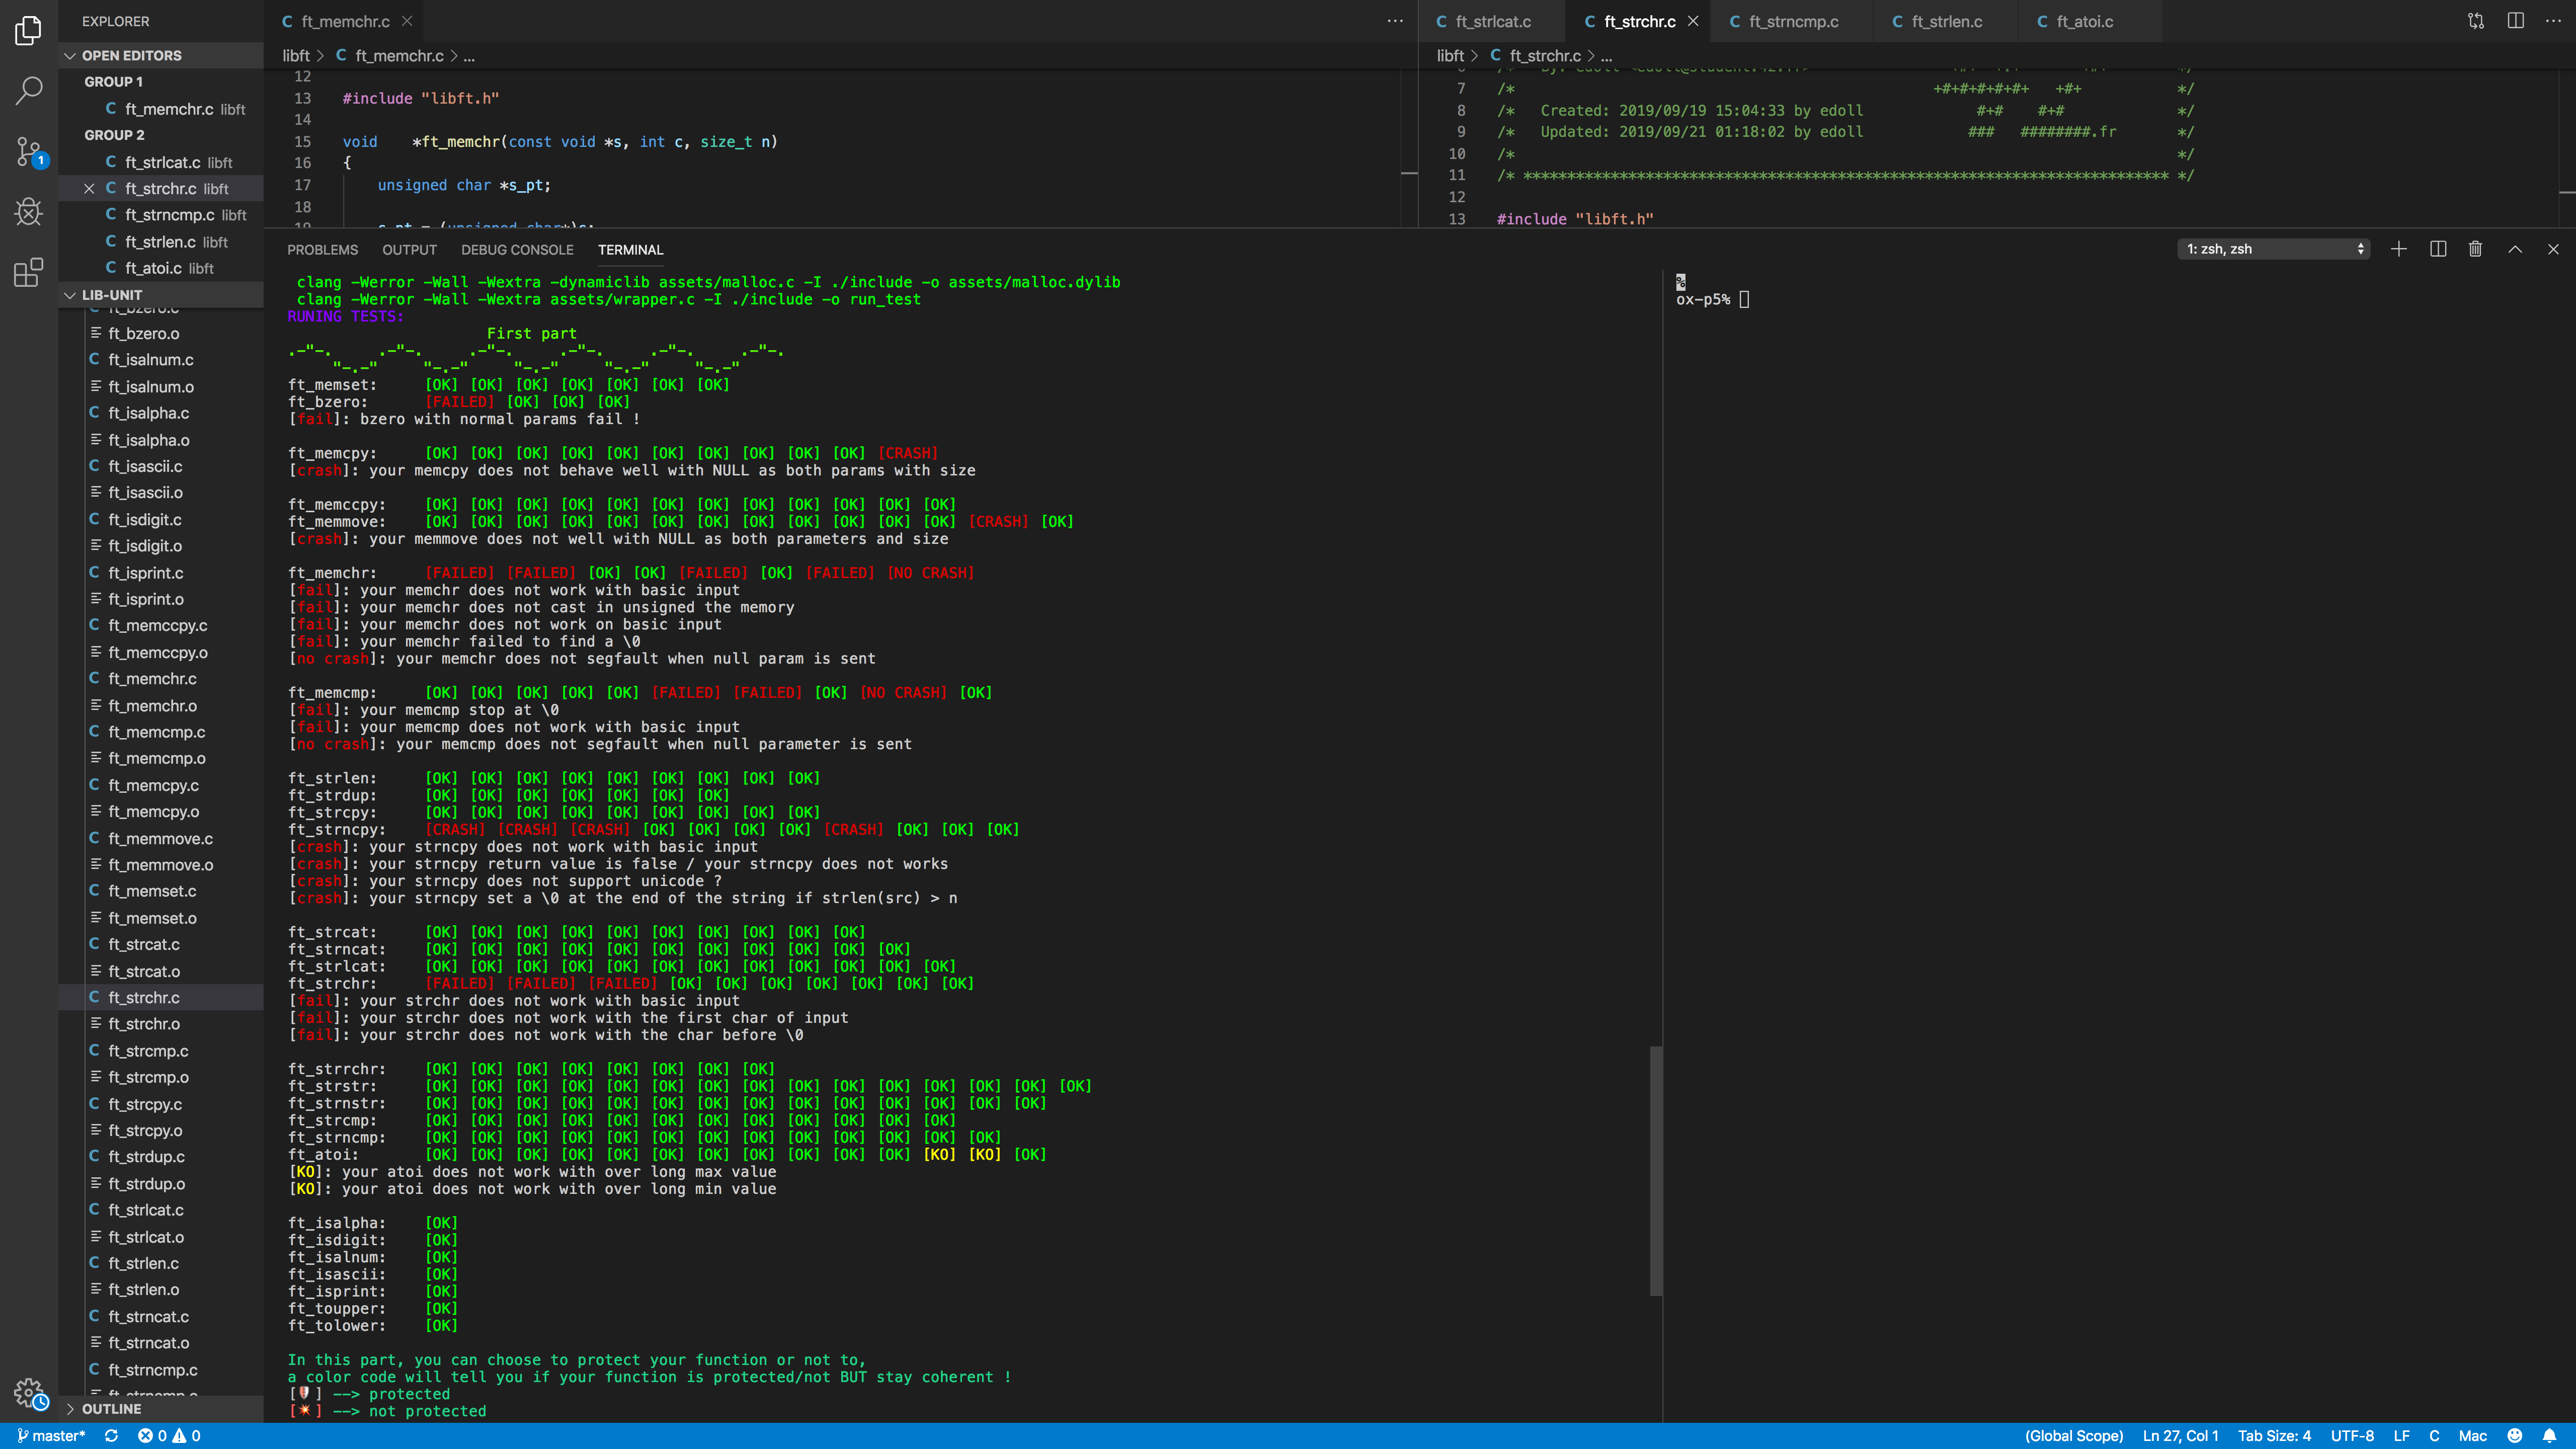 EXPLORER
OPEN EDITORS
GROUP 1
C ft_memchr.c libft
GROUP 2
C ft_strlcat.c libft
C ft_strchr.c libft
C ft_strncmp.c libft
C ft_strlen.c libft
C ft_atoi.c libft
LIB-UNIT
C ft_bzero.c
ft_bzero.o
C ft_isalnum.c
ft_isalnum.o
C ft_isalpha.c
ft_isalpha.o
C ft_isascii.c
ft_isascii.o
C ft_isdigit.c
ft_isdigit.o
C ft_isprint.c
ft_isprint.o
C ft_memccpy.c
ft_memccpy.o
C ft_memchr.c
ft_memchr.o
C ft_memcmp.c
ft_memcmp.o
C ft_memcpy.c
ft_memcpy.o
C ft_memmove.c
ft_memmove.o
C ft_memset.c
ft_memset.o
C ft_strcat.c
ft_strcat.o
C ft_strchr.c
ft_strchr.o
C ft_strcmp.c
ft_strcmp.o
C ft_strcpy.c
ft_strcpy.o
C ft_strdup.c
ft_strdup.o
C ft_strlcat.c
ft_strlcat.o
C ft_strlen.c
ft_strlen.o
C ft_strncat.c
ft_strncat.o
C ft_strncmp.c
ft_strncmp.o
OUTLINE
1
C ft_memchr.c
libft > C ft_memchr.c > ...
12
13 #include "libft.h"
14
15 void *ft_memchr(const void *s, int c, size_t n)
16 {
17 unsigned char *s_pt;
18
19 s_pt = (unsigned char*)s;
C ft_strlcat.c C ft_strchr.c C ft_strncmp.c C ft_strlen.c C ft_atoi.c
libft > C ft_strchr.c > ...
6 /* By: edoll <edoll@student.42.fr> +#+ +:+ +#+ */
7 /* +#+#+#+#+#+ +#+ */
8 /* Created: 2019/09/19 15:04:33 by edoll #+# #+# */
9 /* Updated: 2019/09/21 01:18:02 by edoll ### ########.fr */
10 /* */
11 /* ************************************************************************** */
12
13 #include "libft.h"
PROBLEMS OUTPUT DEBUG CONSOLE TERMINAL
1: zsh, zsh
clang -Werror -Wall -Wextra -dynamiclib assets/malloc.c -I ./include -o assets/malloc.dylib
clang -Werror -Wall -Wextra assets/wrapper.c -I ./include -o run_test
RUNING TESTS:
First part
.-"-. .-"-. .-"-. .-"-. .-"-. .-"-.
"-.-" "-.-" "-.-" "-.-" "-.-"
ft_memset: [OK] [OK] [OK] [OK] [OK] [OK] [OK]
ft_bzero: [FAILED] [OK] [OK] [OK]
[fail]: bzero with normal params fail !
ft_memcpy: [OK] [OK] [OK] [OK] [OK] [OK] [OK] [OK] [OK] [OK] [CRASH]
[crash]: your memcpy does not behave well with NULL as both params with size
ft_memccpy: [OK] [OK] [OK] [OK] [OK] [OK] [OK] [OK] [OK] [OK] [OK] [OK]
ft_memmove: [OK] [OK] [OK] [OK] [OK] [OK] [OK] [OK] [OK] [OK] [OK] [OK] [CRASH] [OK]
[crash]: your memmove does not well with NULL as both parameters and size
ft_memchr: [FAILED] [FAILED] [OK] [OK] [FAILED] [OK] [FAILED] [NO CRASH]
[fail]: your memchr does not work with basic input
[fail]: your memchr does not cast in unsigned the memory
[fail]: your memchr does not work on basic input
[fail]: your memchr failed to find a \0
[no crash]: your memchr does not segfault when null param is sent
ft_memcmp: [OK] [OK] [OK] [OK] [OK] [FAILED] [FAILED] [OK] [NO CRASH] [OK]
[fail]: your memcmp stop at \0
[fail]: your memcmp does not work with basic input
[no crash]: your memcmp does not segfault when null parameter is sent
ft_strlen: [OK] [OK] [OK] [OK] [OK] [OK] [OK] [OK] [OK]
ft_strdup: [OK] [OK] [OK] [OK] [OK] [OK] [OK]
ft_strcpy: [OK] [OK] [OK] [OK] [OK] [OK] [OK] [OK] [OK]
ft_strncpy: [CRASH] [CRASH] [CRASH] [OK] [OK] [OK] [OK] [CRASH] [OK] [OK] [OK]
[crash]: your strncpy does not work with basic input
[crash]: your strncpy return value is false / your strncpy does not works
[crash]: your strncpy does not support unicode ?
[crash]: your strncpy set a \0 at the end of the string if strlen(src) > n
ft_strcat: [OK] [OK] [OK] [OK] [OK] [OK] [OK] [OK] [OK] [OK]
ft_strncat: [OK] [OK] [OK] [OK] [OK] [OK] [OK] [OK] [OK] [OK] [OK]
ft_strlcat: [OK] [OK] [OK] [OK] [OK] [OK] [OK] [OK] [OK] [OK] [OK] [OK]
ft_strchr: [FAILED] [FAILED] [FAILED] [OK] [OK] [OK] [OK] [OK] [OK] [OK]
[fail]: your strchr does not work with basic input
[fail]: your strchr does not work with the first char of input
[fail]: your strchr does not work with the char before \0
ft_strrchr: [OK] [OK] [OK] [OK] [OK] [OK] [OK] [OK]
ft_strstr: [OK] [OK] [OK] [OK] [OK] [OK] [OK] [OK] [OK] [OK] [OK] [OK] [OK] [OK] [OK]
ft_strnstr: [OK] [OK] [OK] [OK] [OK] [OK] [OK] [OK] [OK] [OK] [OK] [OK] [OK] [OK]
ft_strcmp: [OK] [OK] [OK] [OK] [OK] [OK] [OK] [OK] [OK] [OK] [OK] [OK]
ft_strncmp: [OK] [OK] [OK] [OK] [OK] [OK] [OK] [OK] [OK] [OK] [OK] [OK] [OK]
ft_atoi: [OK] [OK] [OK] [OK] [OK] [OK] [OK] [OK] [OK] [OK] [OK] [KO] [KO] [OK]
[KO]: your atoi does not work with over long max value
[KO]: your atoi does not work with over long min value
ft_isalpha: [OK]
ft_isdigit: [OK]
ft_isalnum: [OK]
ft_isascii: [OK]
ft_isprint: [OK]
ft_toupper: [OK]
ft_tolower: [OK]
In this part, you can choose to protect your function or not to,
a color code will tell you if your function is protected/not BUT stay coherent !
[🛡 ] --> protected
[💥 ] --> not protected
%
ox-p5%
master* 0 0 (Global Scope) Ln 27, Col 1 Tab Size: 4 UTF-8 LF C Mac